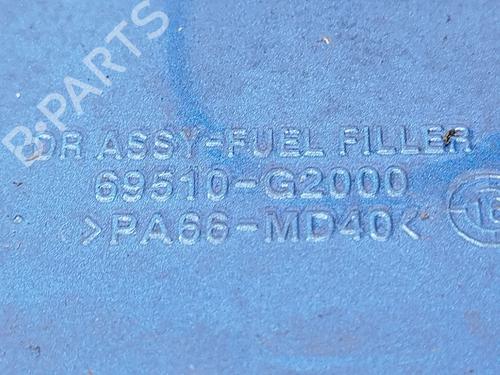 B-PARTS
DR ASSY-FUEL FILLER
69510-G2000
>PA66-MD40<